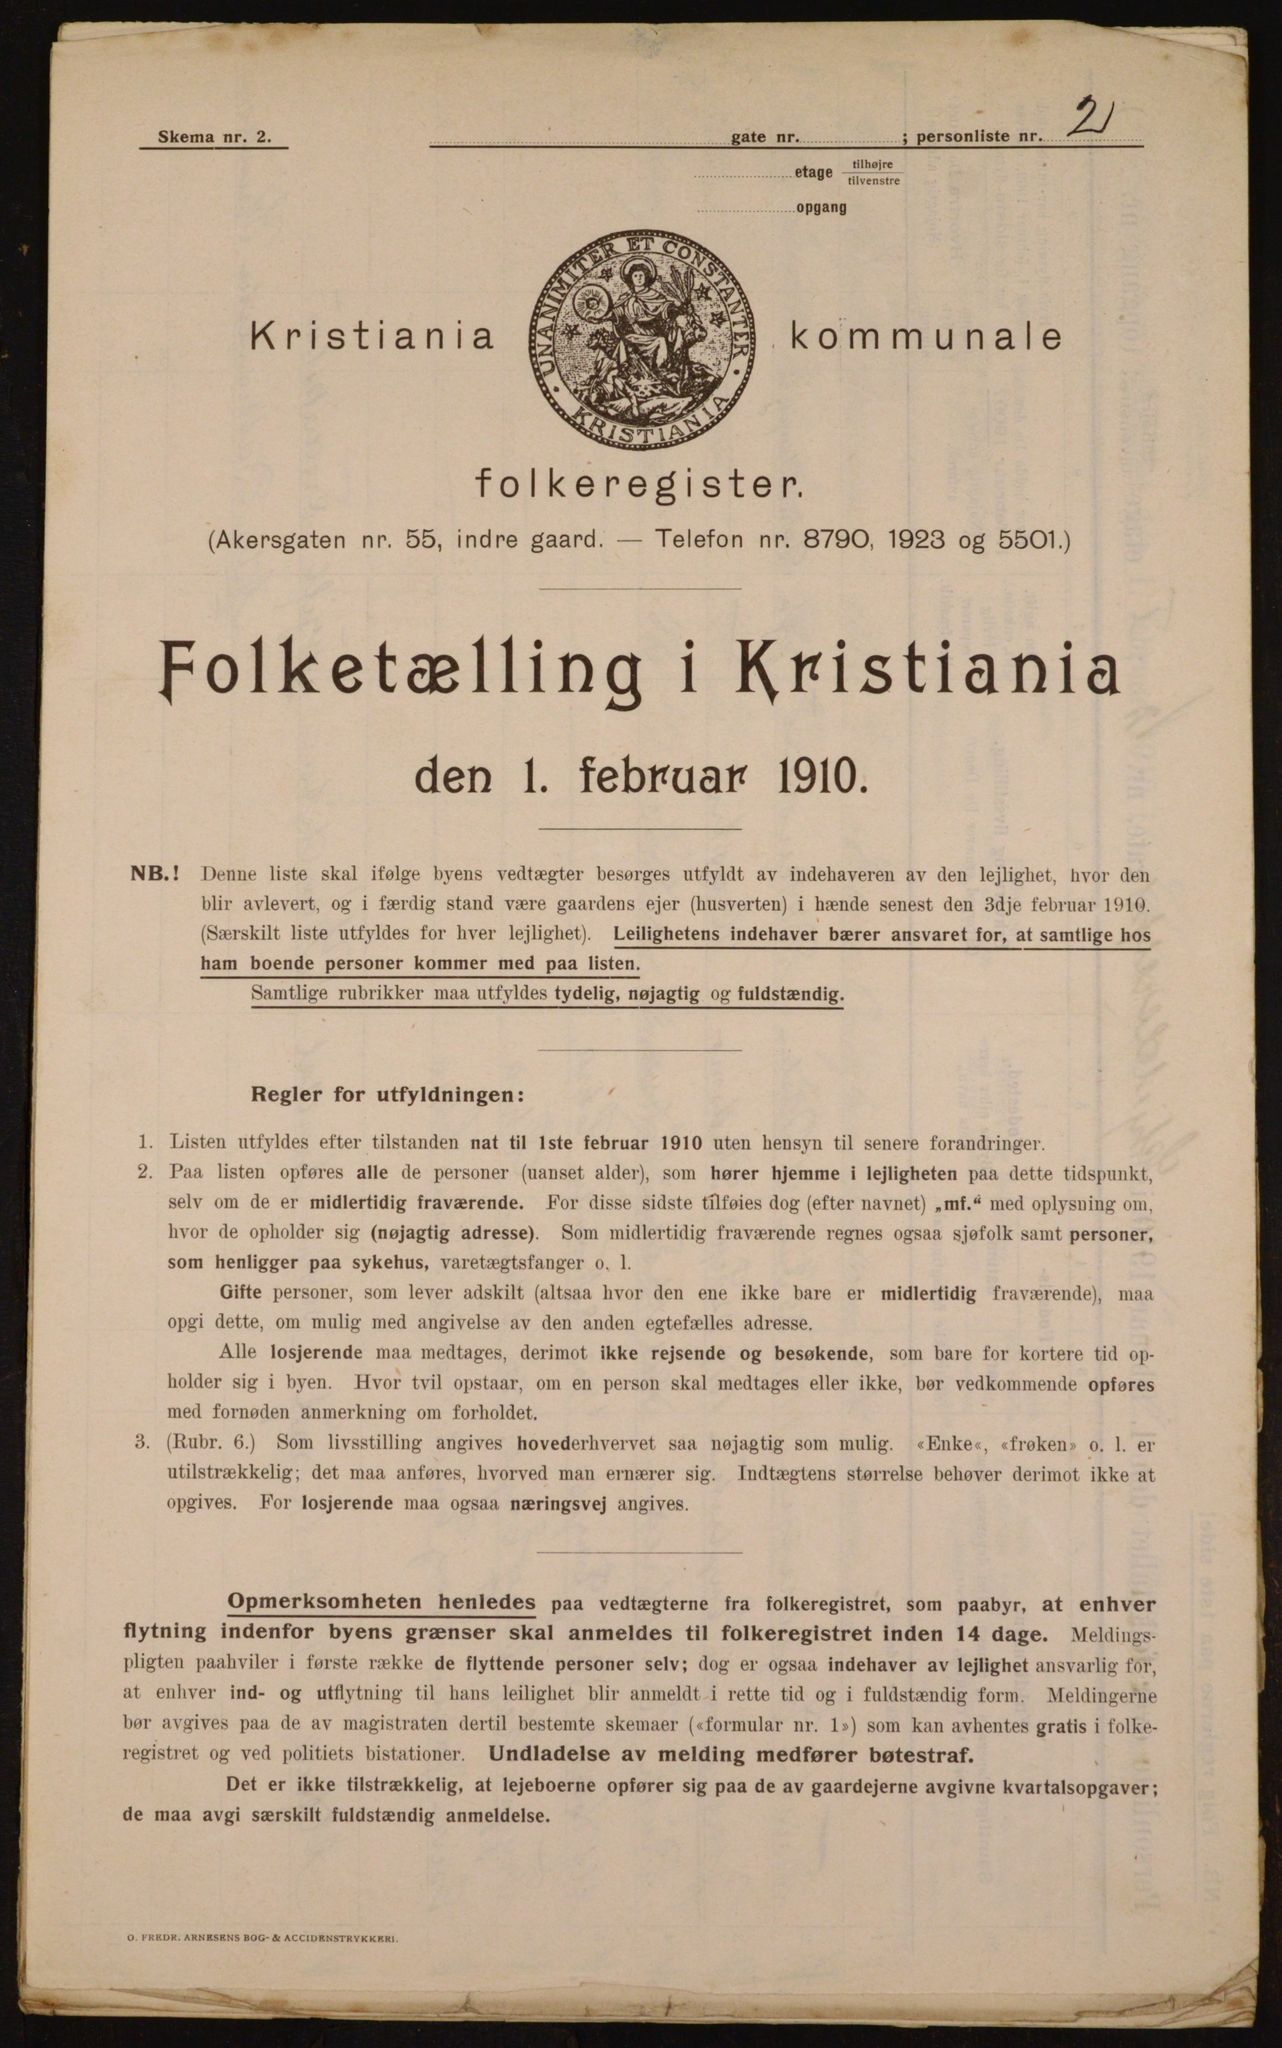 Skema nr. 2.
gate nr. ; personliste nr. 2
etage tilhøjre
tilvenstre
opgang
UNANIMITER ET CONSTANTER
KRISTIANIA
Kristiania kommunale
folkeregister.
(Akersgaten nr. 55, indre gaard. — Telefon nr. 8790, 1923 og 5501.)
Folketælling i Kristiania
den 1. februar 1910.
NB.! Denne liste skal ifølge byens vedtægter besørges utfyldt av indehaveren av den lejlighet, hvor den
blir avlevert, og i færdig stand være gaardens ejer (husverten) i hænde senest den 3dje februar 1910.
(Særskilt liste utfyldes for hver lejlighet). Leilighetens indehaver bærer ansvaret for, at samtlige hos
ham boende personer kommer med paa listen.
Samtlige rubrikker maa utfyldes tydelig, nøjagtig og fuldstændig.
Regler for utfyldningen:
1. Listen utfyldes efter tilstanden nat til 1ste februar 1910 uten hensyn til senere forandringer.
2. Paa listen opføres alle de personer (uanset alder), som hører hjemme i lejligheten paa dette tidspunkt,
selv om de er midlertidig fraværende. For disse sidste tilføies dog (efter navnet) „mf.“ med oplysning om,
hvor de opholder sig (nøjagtig adresse). Som midlertidig fraværende regnes ogsaa sjøfolk samt personer,
som henligger paa sykehus, varetægtsfanger o. l.
Gifte personer, som lever adskilt (altsaa hvor den ene ikke bare er midlertidig fraværende), maa
opgi dette, om mulig med angivelse av den anden egtefælles adresse.
Alle losjerende maa medtages, derimot ikke rejsende og besøkende, som bare for kortere tid op-
holder sig i byen. Hvor tvil opstaar, om en person skal medtages eller ikke, bør vedkommende opføres
med fornøden anmerkning om forholdet.
3. (Rubr. 6.) Som livsstilling angives hovederhvervet saa nøjagtig som mulig. «Enke«, «frøken» o. l. er
utilstrækkelig; det maa anføres, hvorved man ernærer sig. Indtægtens størrelse behøver derimot ikke at
opgives. For losjerende maa ogsaa næringsvej angives.
Opmerksomheten henledes paa vedtægterne fra folkeregistret, som paabyr, at enhver
flytning indenfor byens grænser skal anmeldes til folkeregistret inden 14 dage. Meldings-
pligten paahviler i første række de flyttende personer selv; dog er ogsaa indehaver av lejlighet ansvarlig for,
at enhver ind- og utflytning til hans leilighet blir anmeldt i rette tid og i fuldstændig form. Meldingerne
bør avgives paa de av magistraten dertil bestemte skemaer («formular nr. 1») som kan avhentes gratis i folke-
registret og ved politiets bistationer. Undladelse av melding medfører bøtestraf.
Det er ikke tilstrækkelig, at lejeboerne opfører sig paa de av gaardejerne avgivne kvartalsopgaver;
de maa avgi særskilt fuldstændig anmeldelse.
O. FREDR. ARNESENS BOG- & ACCIDENSTRYKKERI.